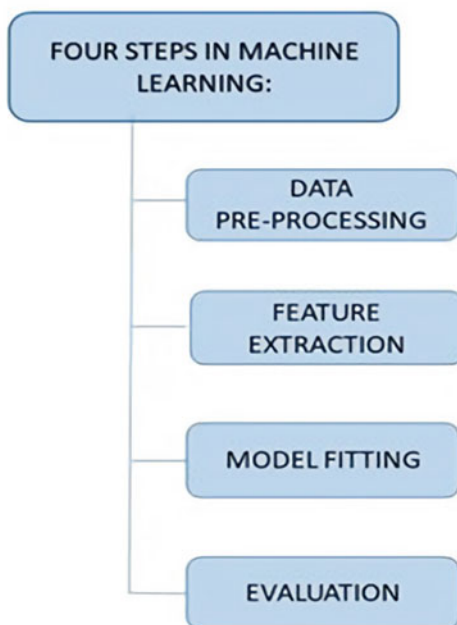 FOUR STEPS IN MACHINE
LEARNING:
DATA
PRE-PROCESSING
FEATURE
EXTRACTION
MODEL FITTING
EVALUATION